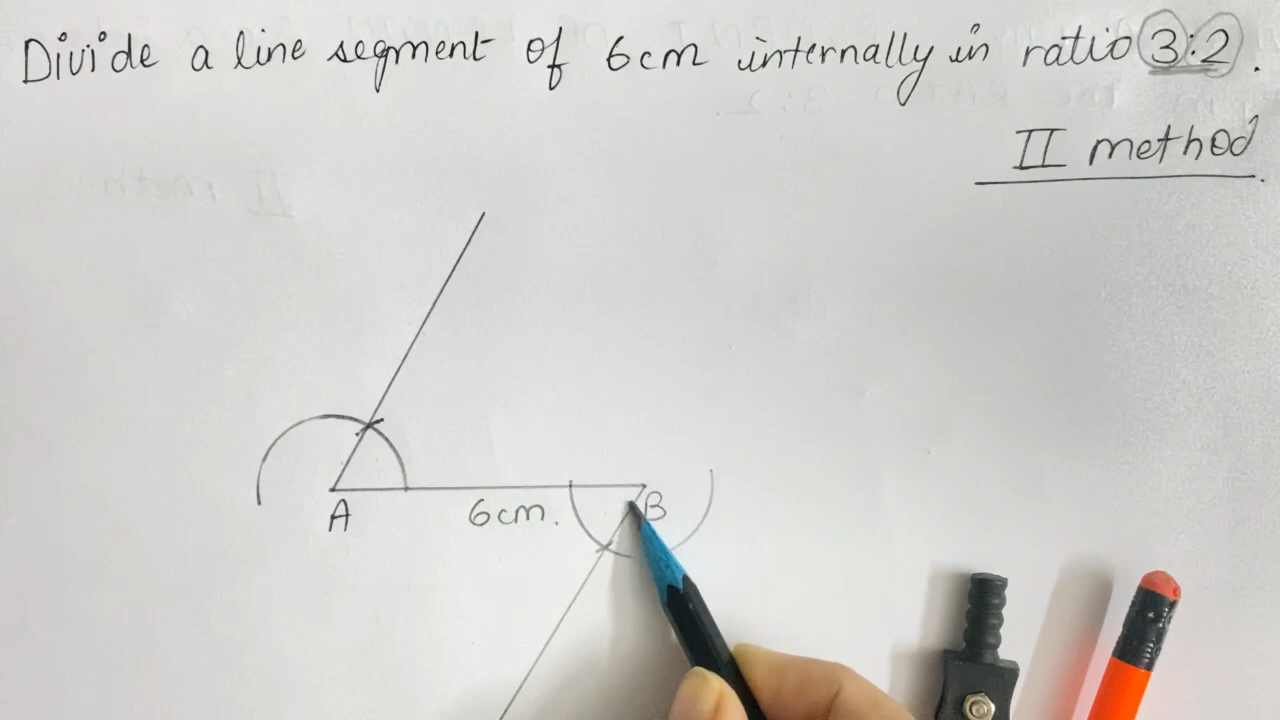 Divide a line segment of 6cm internally in ratio 3:2.
II method.
A 6cm. B